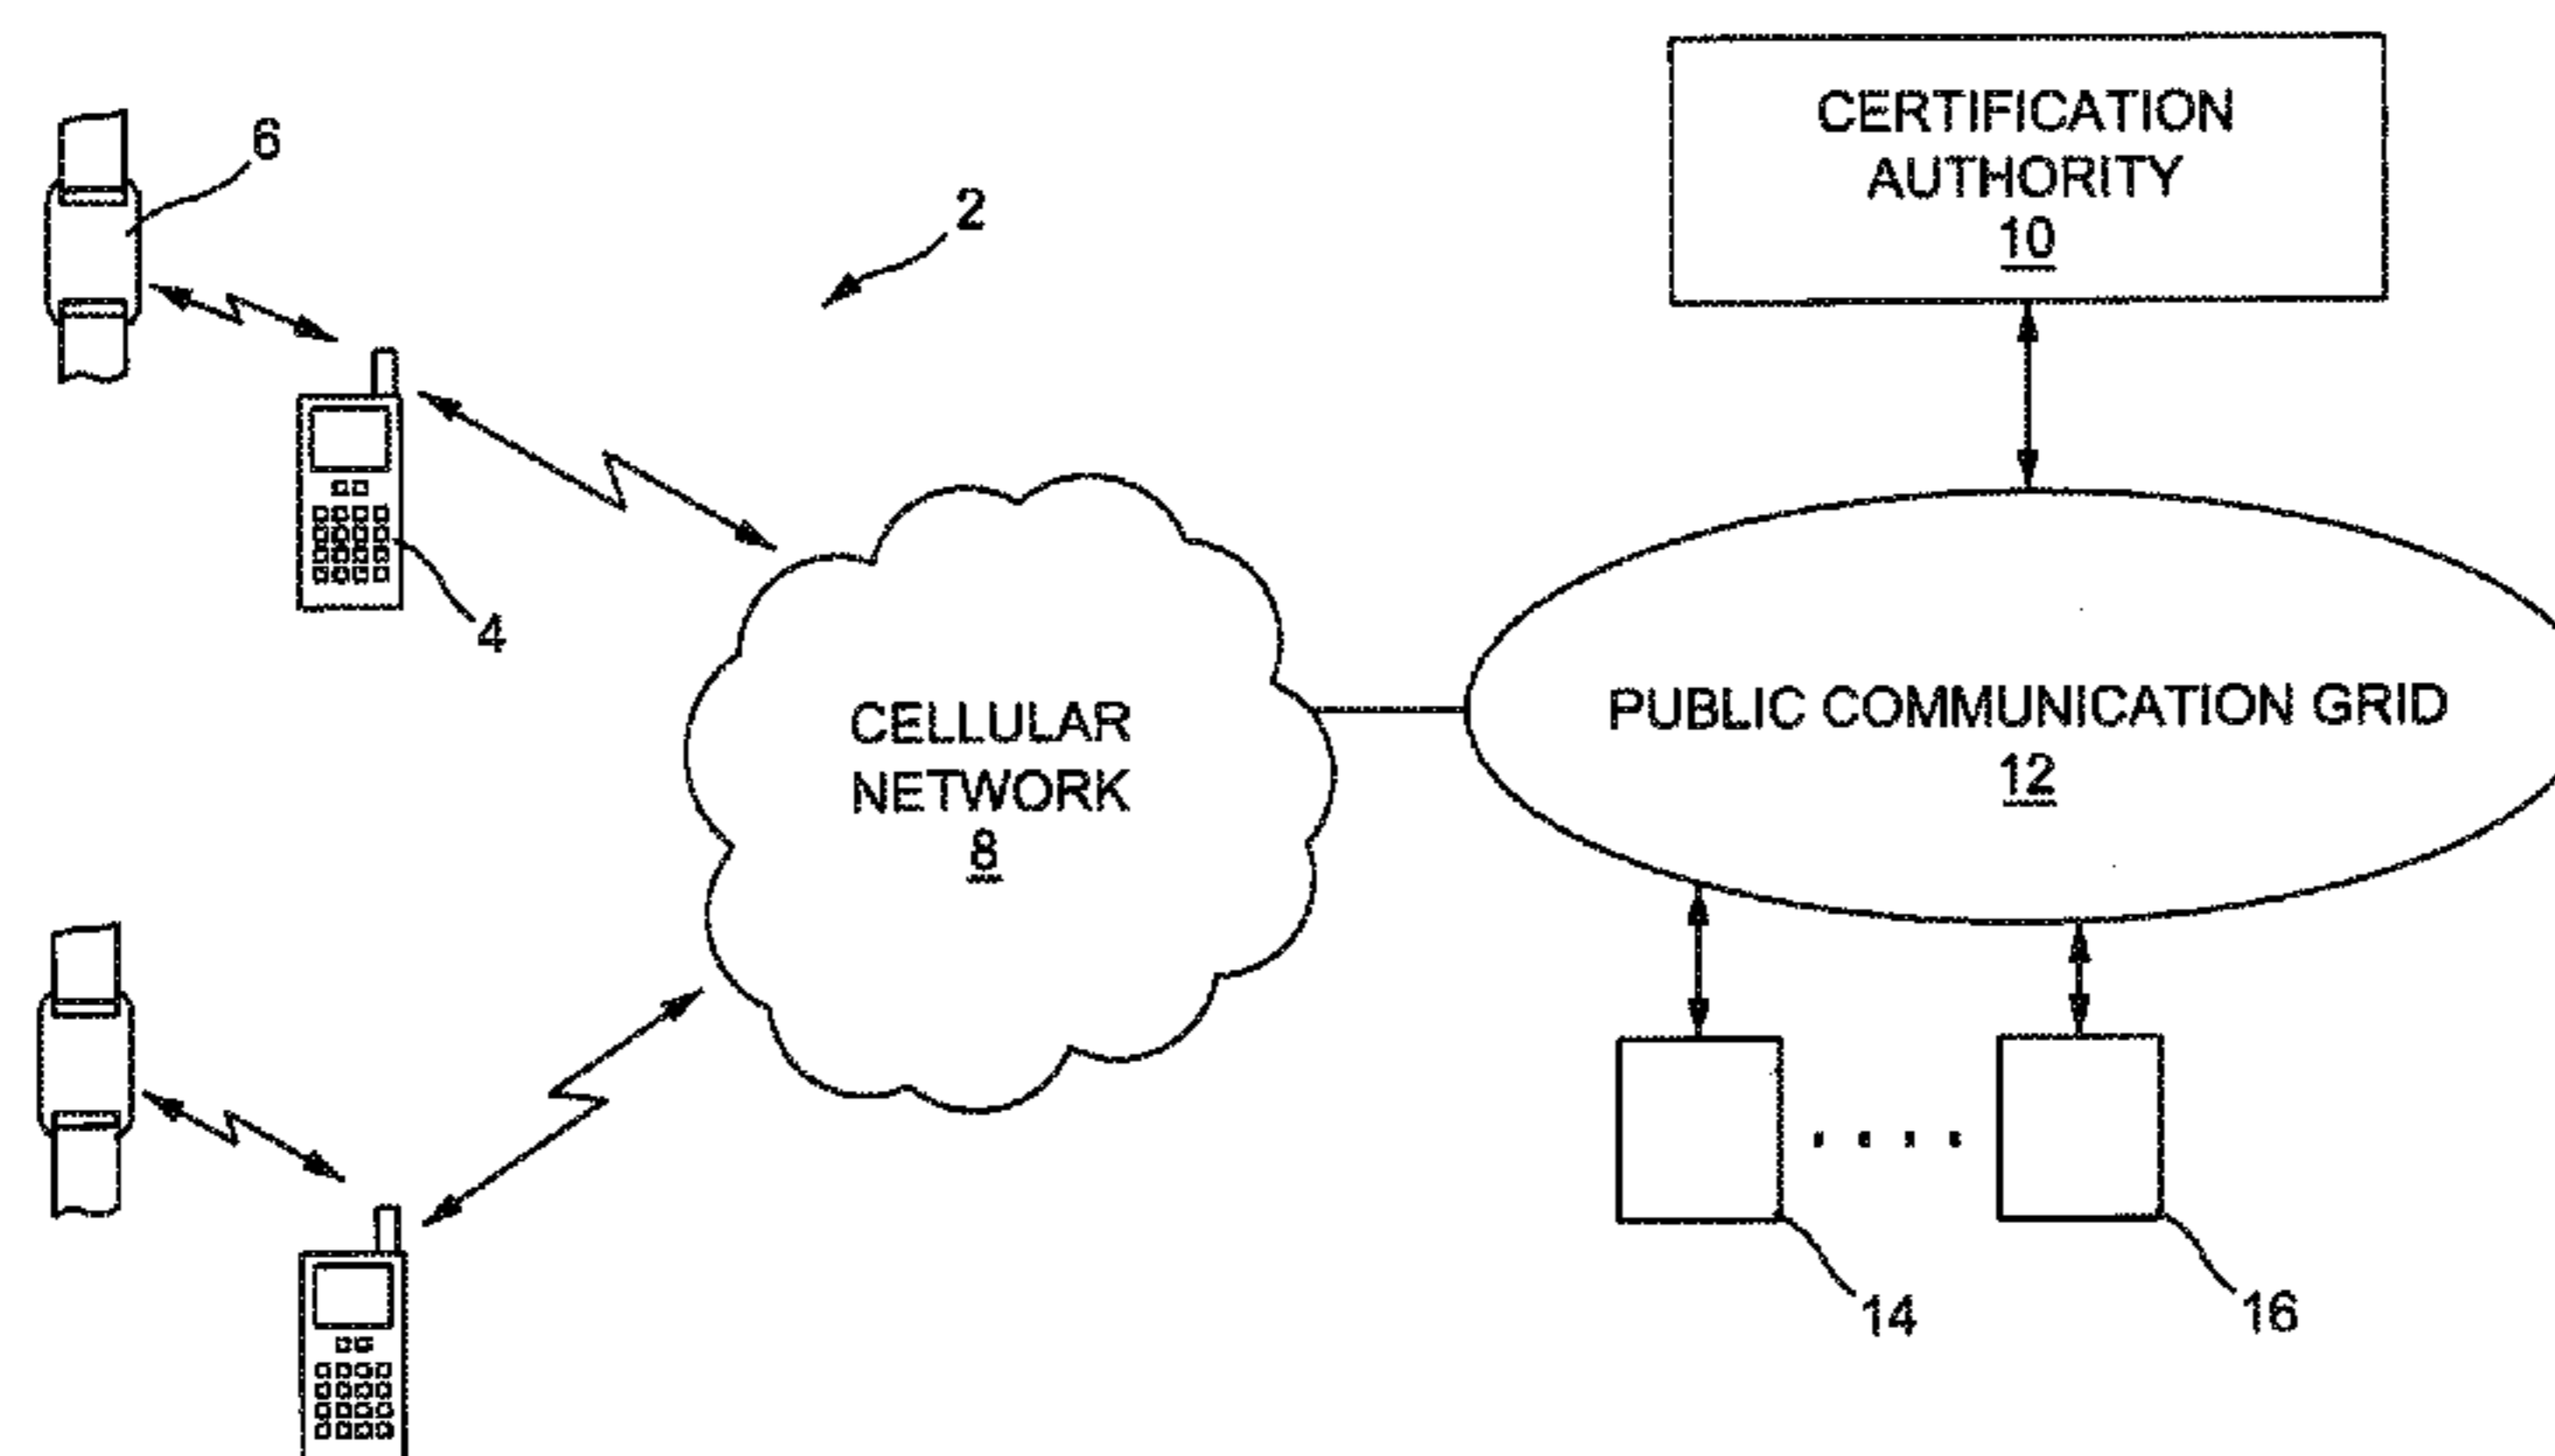 6
2
4
CERTIFICATION
AUTHORITY
10
CELLULAR
NETWORK
8
PUBLIC COMMUNICATION GRID
12
14
16